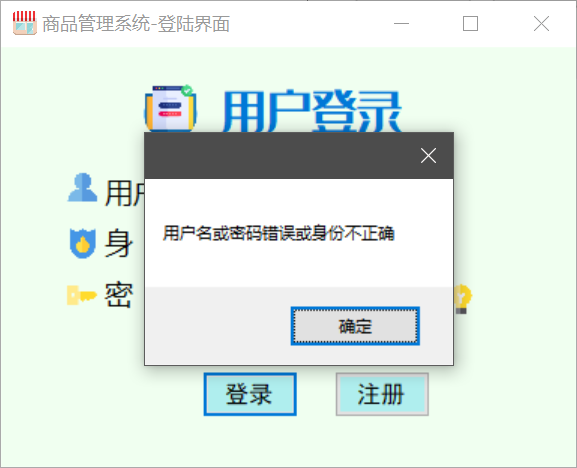 商品管理系统-登陆界面
用户登录
用户
身
密
用户名或密码错误或身份不正确
确定
登录
注册